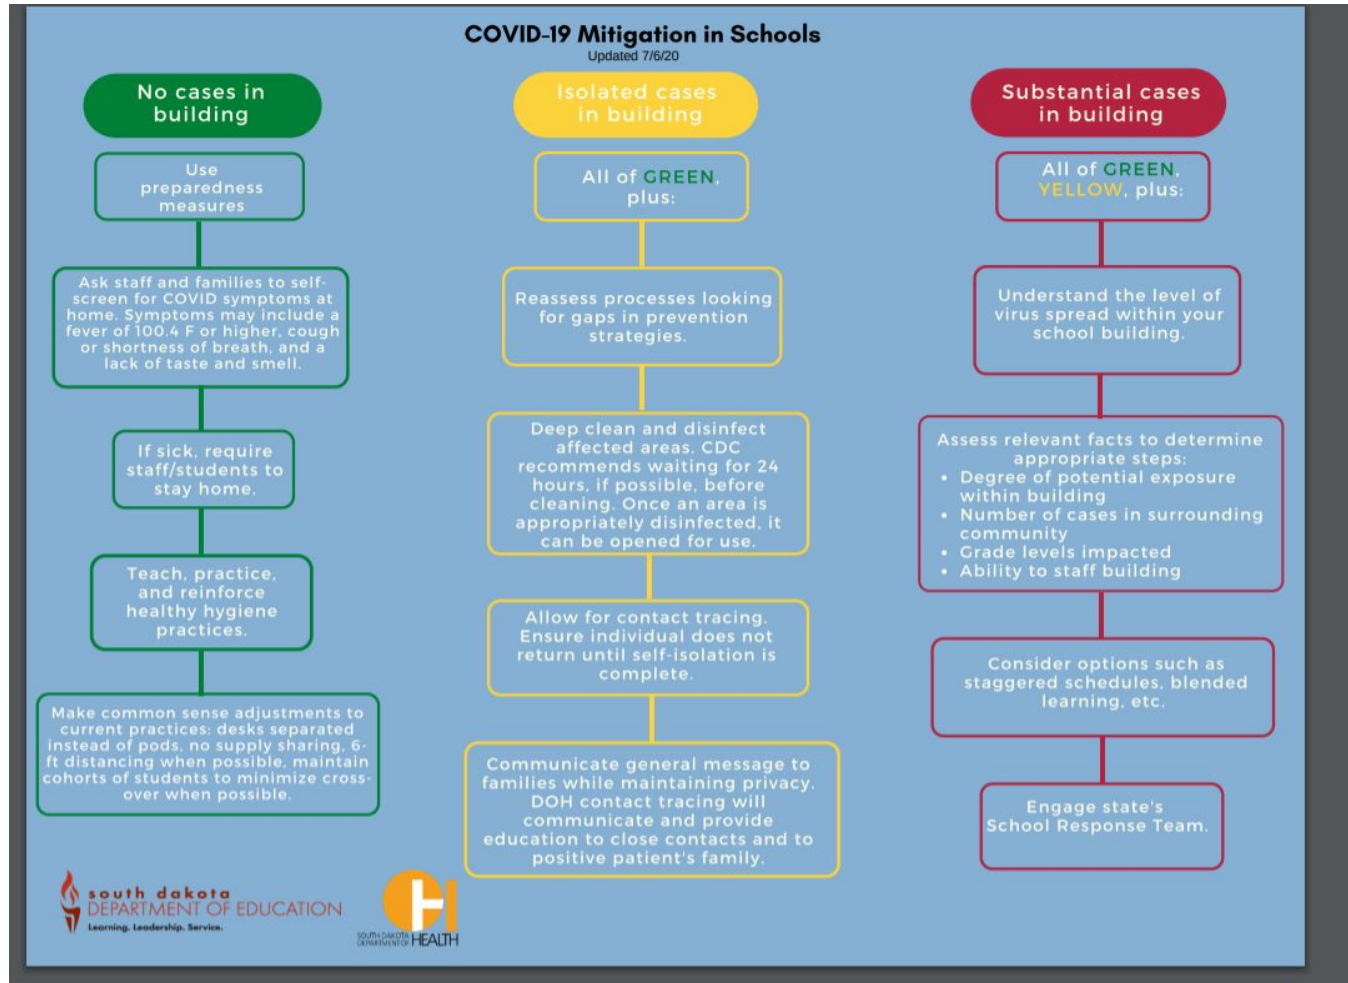 COVID-19 Mitigation in Schools
Updated 7/6/20
No cases in
building
Use
preparedness
measures
Ask staff and families to self-
screen for COVID symptoms at
home. Symptoms may include a
fever of 100.4 F or higher, cough
or shortness of breath, and a
lack of taste and smell.
If sick, require
staff/students to
stay home.
Teach, practice,
and reinforce
healthy hygiene
practices.
Make common sense adjustments to
current practices: desks separated
instead of pods, no supply sharing, 6-
ft distancing when possible, maintain
cohorts of students to minimize cross-
over when possible.
Isolated cases
in building
All of GREEN,
plus:
Reassess processes looking
for gaps in prevention
strategies.
Deep clean and disinfect
affected areas. CDC
recommends waiting for 24
hours, if possible, before
cleaning. Once an area is
appropriately disinfected, it
can be opened for use.
Allow for contact tracing.
Ensure individual does not
return until self-isolation is
complete.
Communicate general message to
families while maintaining privacy.
DOH contact tracing will
communicate and provide
education to close contacts and to
positive patient's family.
Substantial cases
in building
All of GREEN,
YELLOW, plus:
Understand the level of
virus spread within your
school building.
Assess relevant facts to determine
appropriate steps:
• Degree of potential exposure
within building
• Number of cases in surrounding
community
• Grade levels impacted
• Ability to staff building
Consider options such as
staggered schedules, blended
learning, etc.
Engage state's
School Response Team.
south dakota
DEPARTMENT OF EDUCATION
Learning. Leadership. Service.
SOUTH DAKOTA
DEPARTMENT OF HEALTH